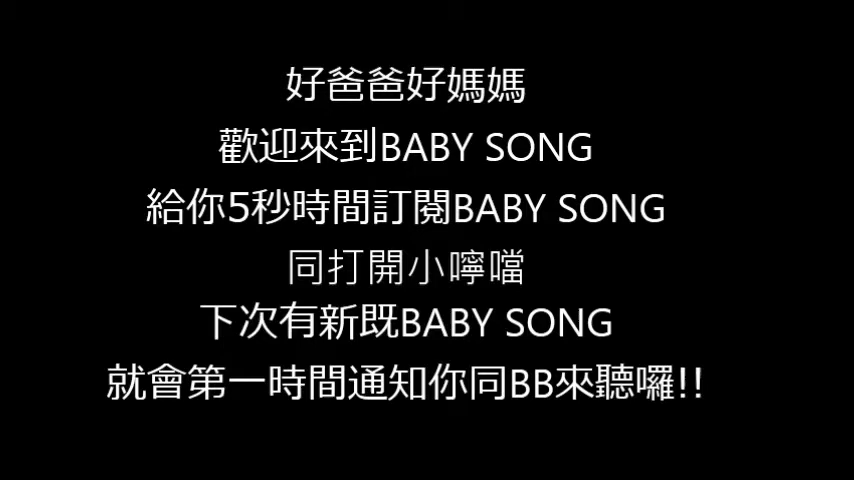 好爸爸好媽媽
歡迎來到BABY SONG
給你5秒時間訂閱BABY SONG
同打開小嚀噹
下次有新既BABY SONG
就會第一時間通知你同BB來聽囉!!